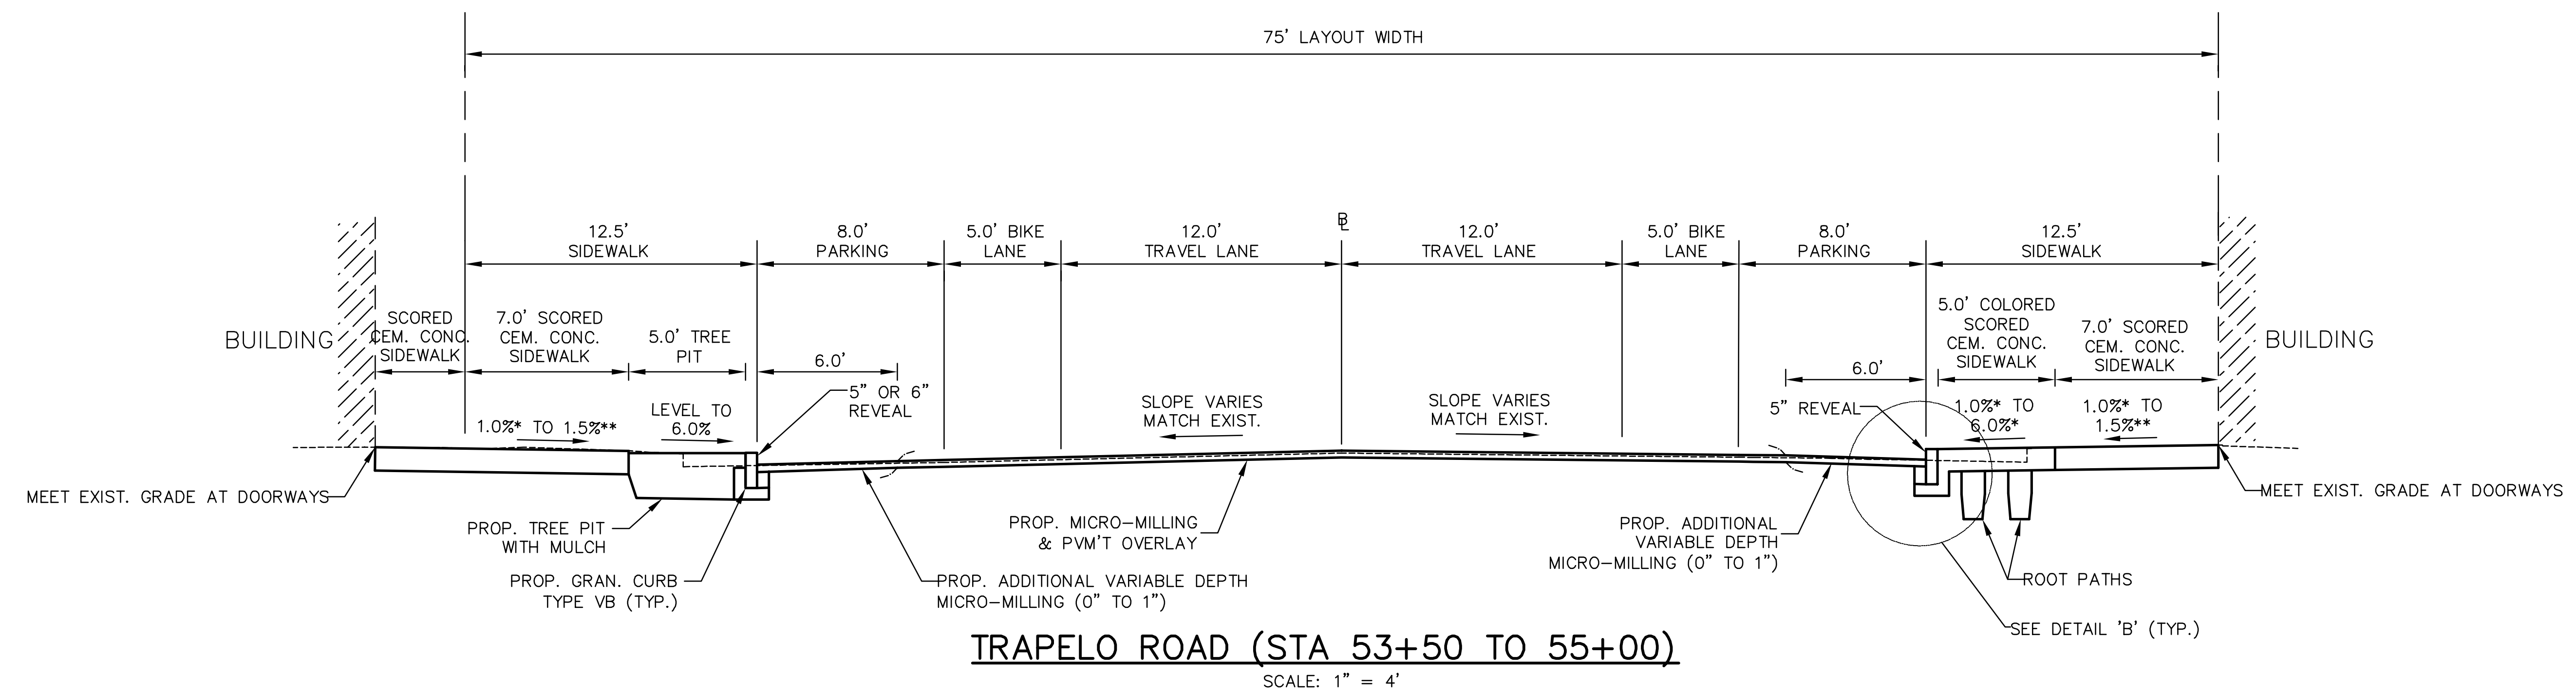 75' LAYOUT WIDTH
12.5'
SIDEWALK
8.0'
PARKING
5.0' BIKE
LANE
12.0'
TRAVEL LANE
BL
12.0'
TRAVEL LANE
5.0' BIKE
LANE
8.0'
PARKING
12.5'
SIDEWALK
BUILDING
SCORED
CEM. CONC.
SIDEWALK
7.0' SCORED
CEM. CONC.
SIDEWALK
5.0' TREE
PIT
6.0'
5" OR 6"
REVEAL
1.0%* TO 1.5%**
LEVEL TO
6.0%
SLOPE VARIES
MATCH EXIST.
SLOPE VARIES
MATCH EXIST.
6.0'
5" REVEAL
5.0' COLORED
SCORED
CEM. CONC.
SIDEWALK
7.0' SCORED
CEM. CONC.
SIDEWALK
1.0%* TO
6.0%*
1.0%* TO
1.5%**
BUILDING
MEET EXIST. GRADE AT DOORWAYS
PROP. TREE PIT
WITH MULCH
PROP. GRAN. CURB
TYPE VB (TYP.)
PROP. ADDITIONAL VARIABLE DEPTH
MICRO-MILLING (0" TO 1")
PROP. MICRO-MILLING
& PVM'T OVERLAY
PROP. ADDITIONAL
VARIABLE DEPTH
MICRO-MILLING (0" TO 1")
MEET EXIST. GRADE AT DOORWAYS
ROOT PATHS
SEE DETAIL 'B' (TYP.)
TRAPELO ROAD (STA 53+50 TO 55+00)
SCALE: 1" = 4'